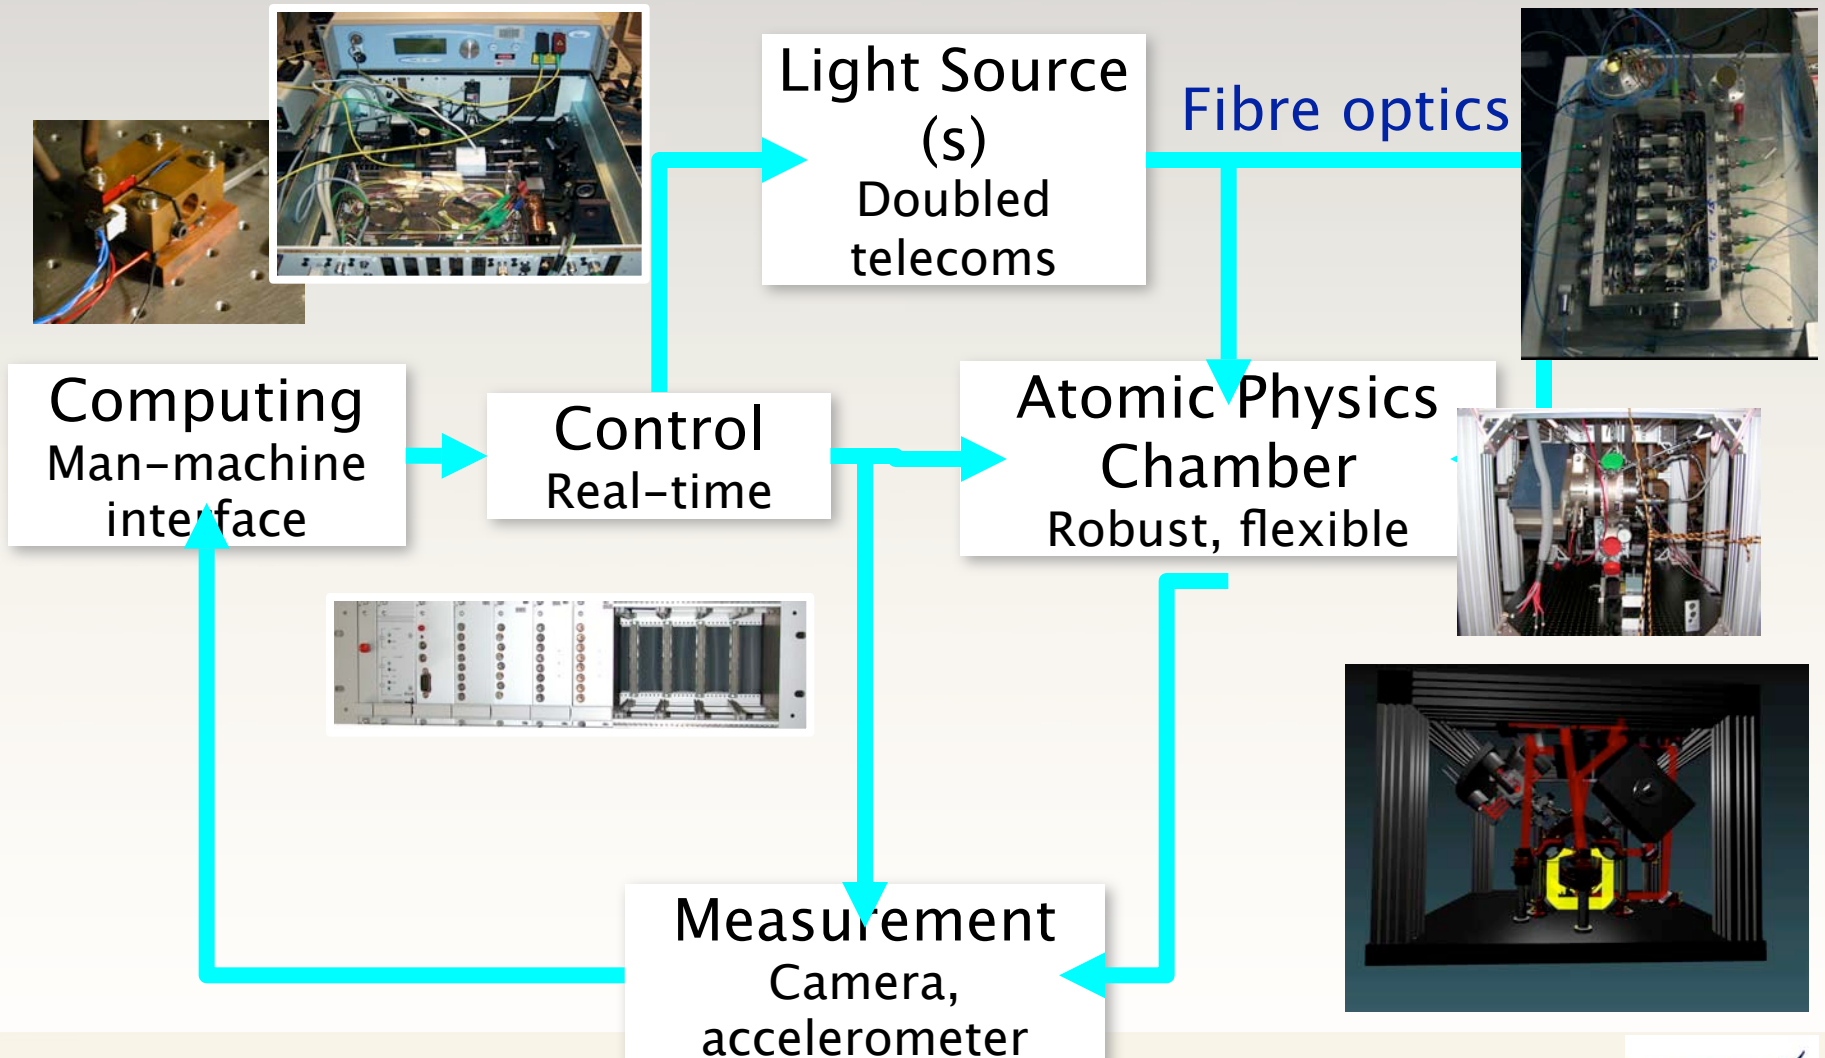 Light Source
(s)
Doubled
telecoms
Fibre optics
Computing
Man-machine
interface
Control
Real-time
Atomic Physics
Chamber
Robust, flexible
Measurement
Camera,
accelerometer